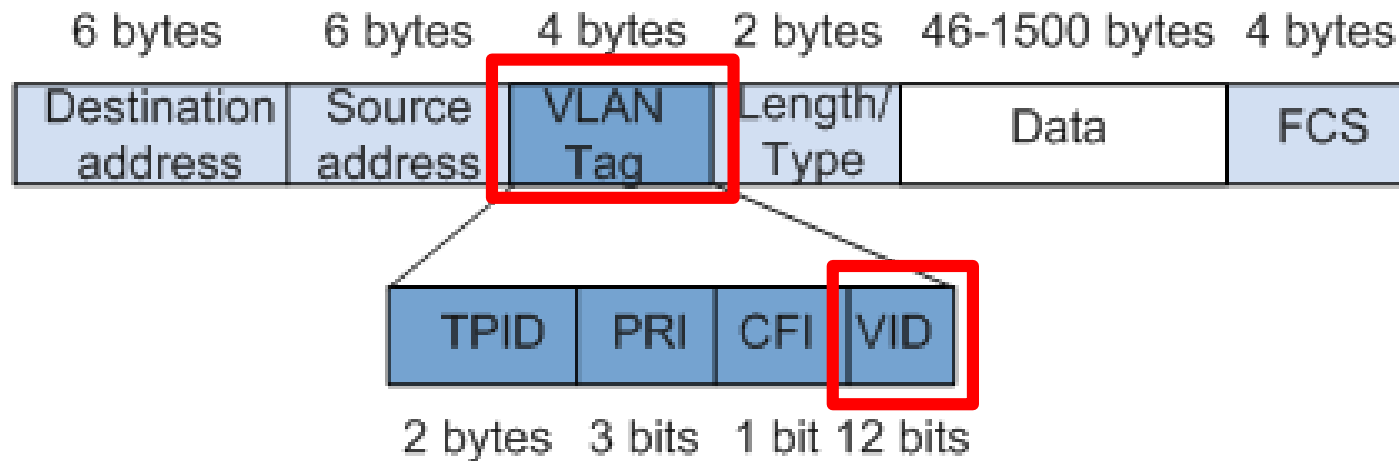 6 bytes 6 bytes 4 bytes 2 bytes 46-1500 bytes 4 bytes
Destination address Source address VLAN Tag Length/ Type Data FCS
TPID PRI CFI VID
2 bytes 3 bits 1 bit 12 bits